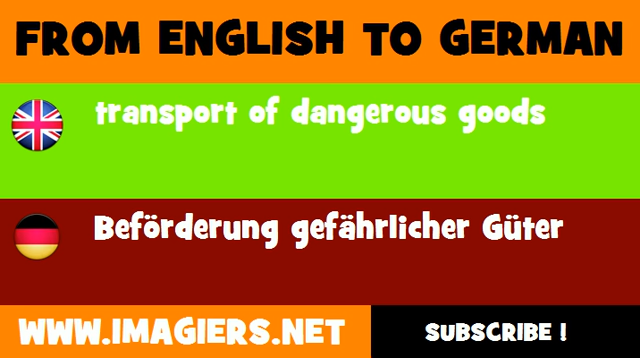 FROM ENGLISH TO GERMAN
transport of dangerous goods
Beförderung gefährlicher Güter
WWW.IMAGIERS.NET
SUBSCRIBE !